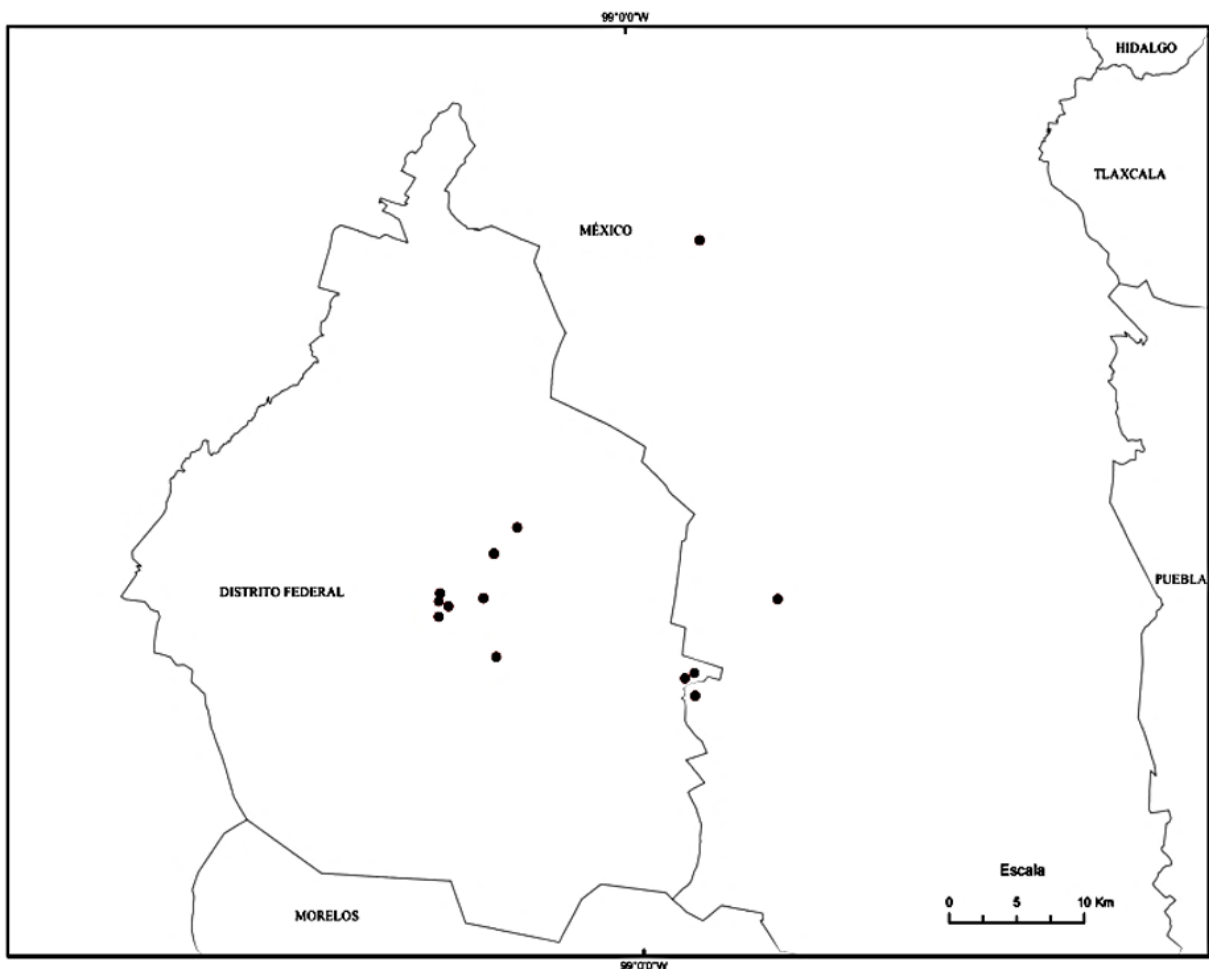 99°0'0"W
HIDALGO
TLAXCALA
MÉXICO
DISTRITO FEDERAL
PUEBLA
Escala
0 5 10 Km
MORELOS
99°0'0"W